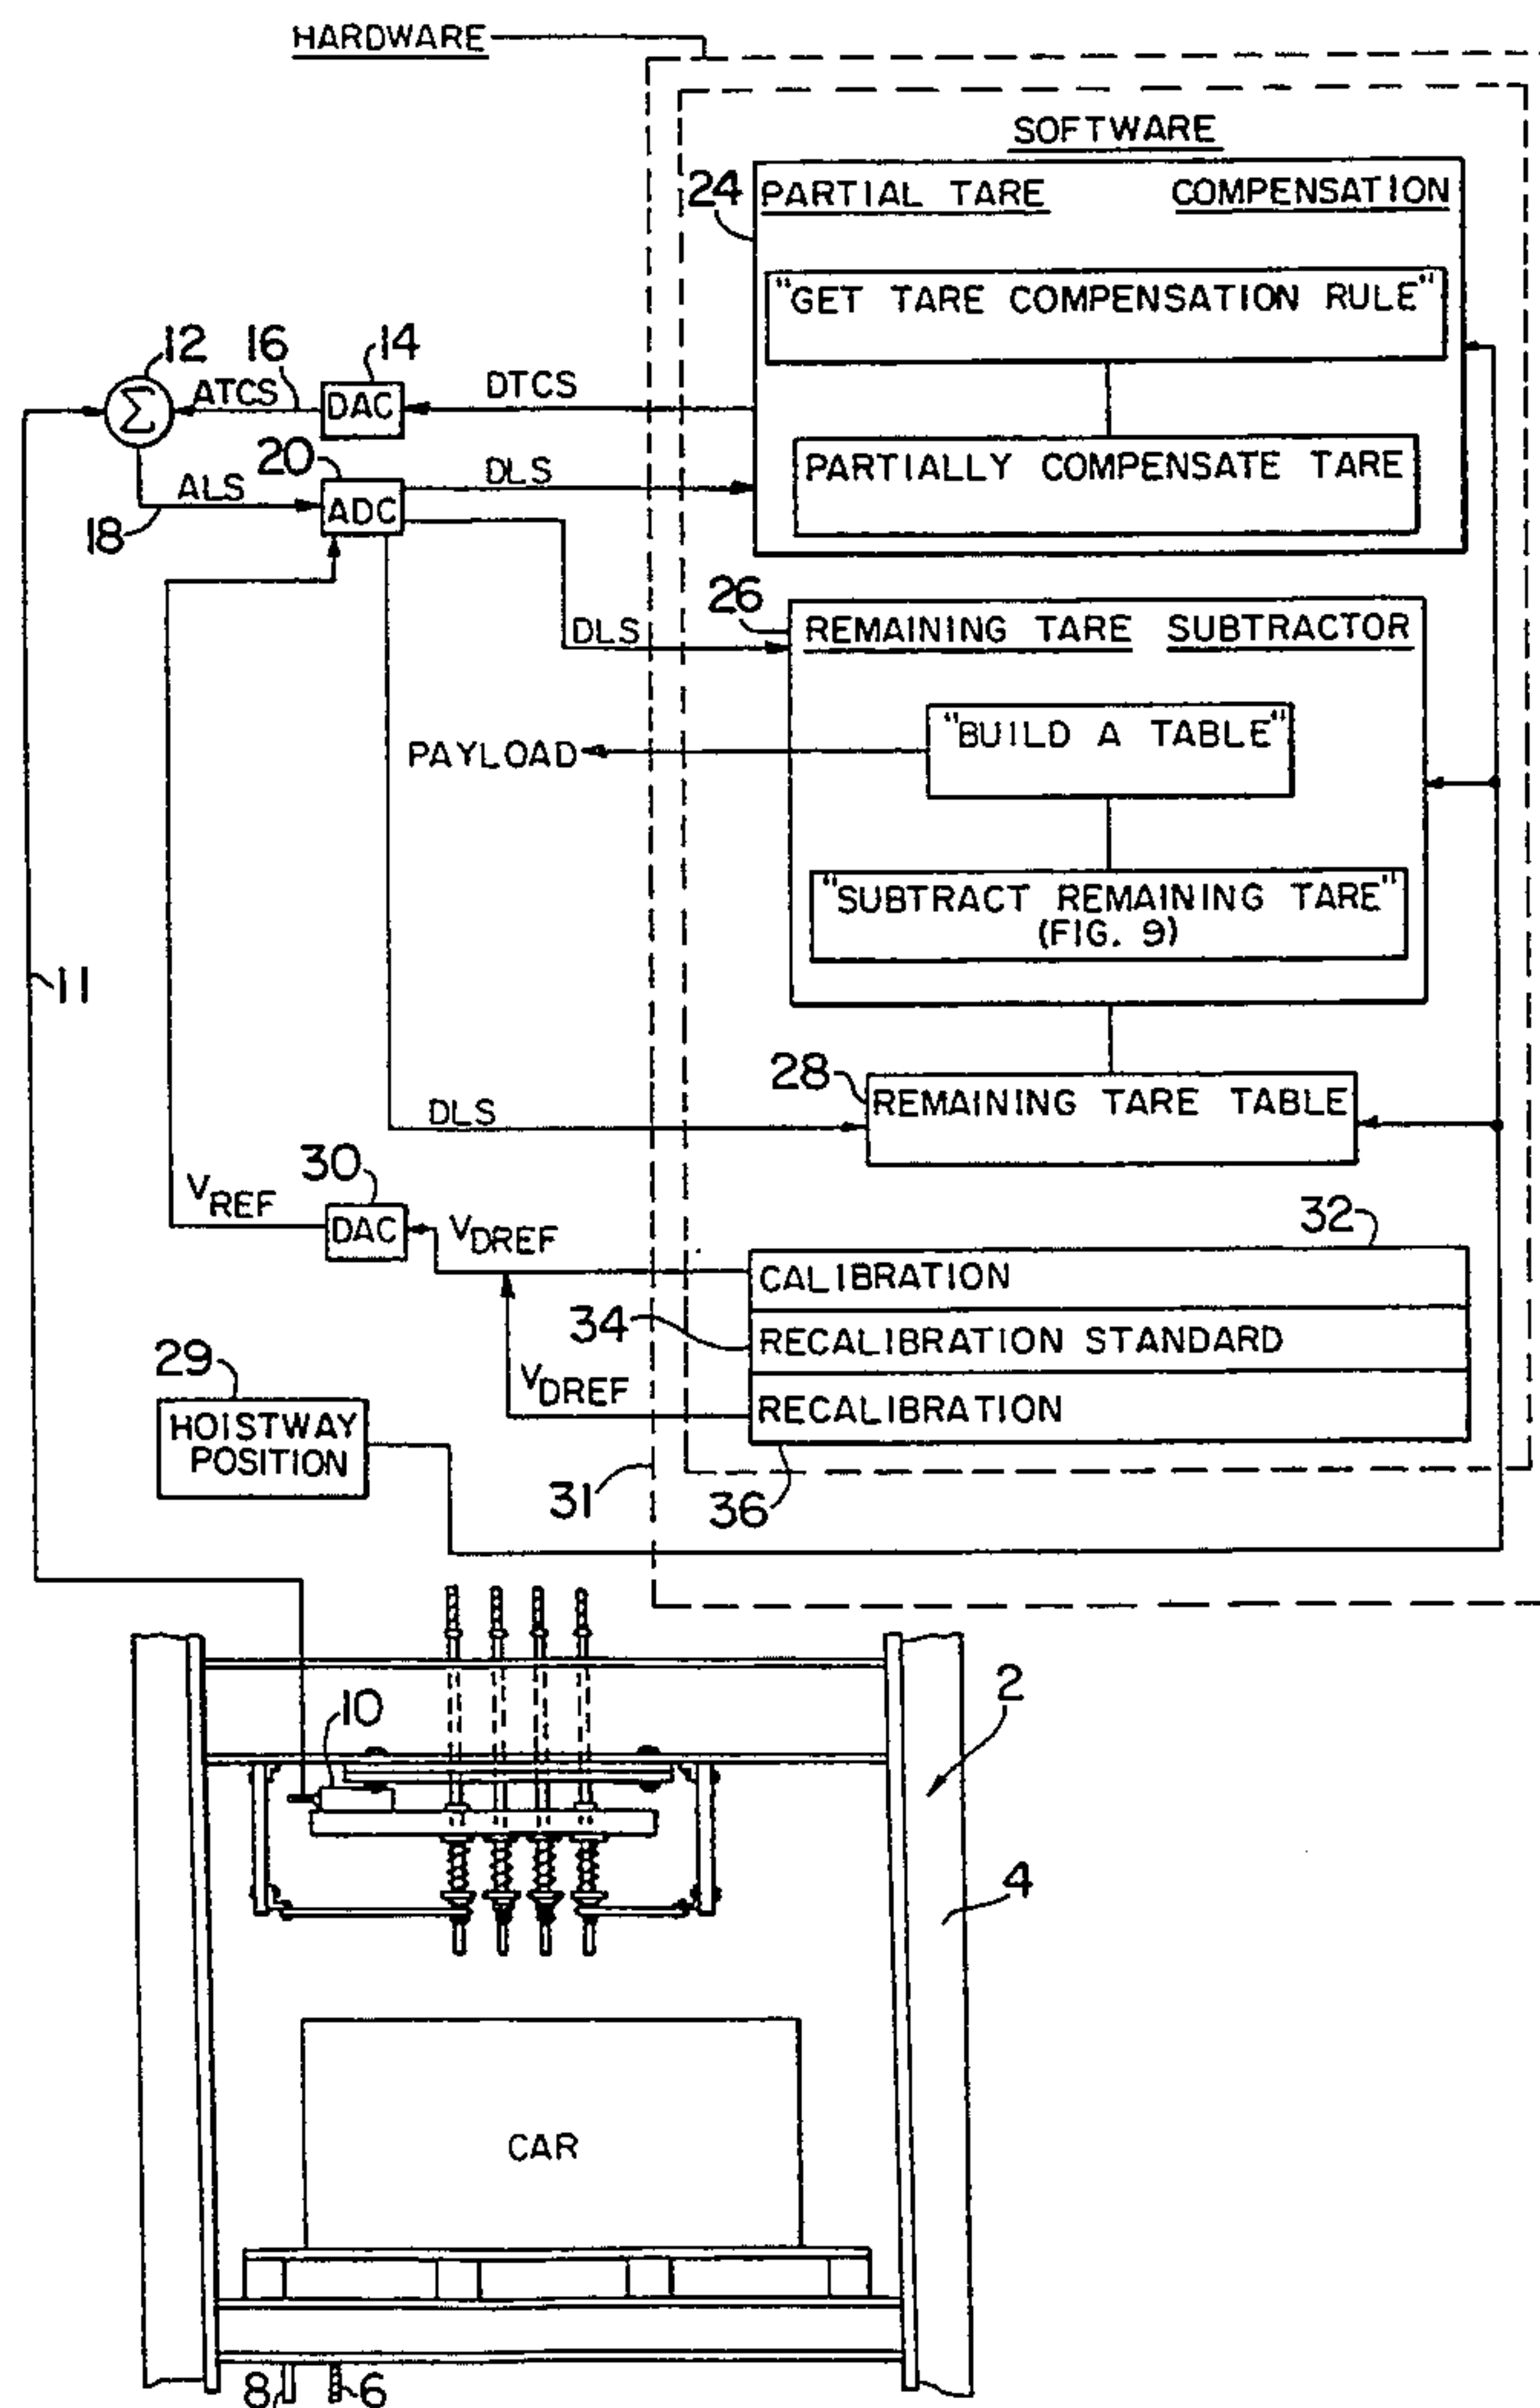 HARDWARE
SOFTWARE
24
PARTIAL TARE COMPENSATION
"GET TARE COMPENSATION RULE"
12
16
14
ATCS
DAC
DTCS
Σ
20
PARTIALLY COMPENSATE TARE
ALS
DLS
ADC
18
26
DLS
REMAINING TARE SUBTRACTOR
"BUILD A TABLE"
PAYLOAD
"SUBTRACT REMAINING TARE"
(FIG. 9)
11
28
REMAINING TARE TABLE
DLS
30
VREF
DAC
VDREF
32
CALIBRATION
34
RECALIBRATION STANDARD
29
VDREF
RECALIBRATION
HOISTWAY
POSITION
31
36
2
10
4
CAR
8
6